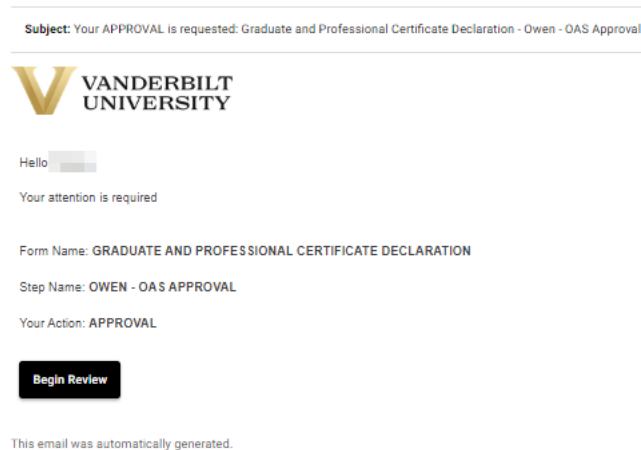 Subject: Your APPROVAL is requested: Graduate and Professional Certificate Declaration - Owen - OAS Approval
VANDERBILT
UNIVERSITY
Hello
Your attention is required
Form Name: GRADUATE AND PROFESSIONAL CERTIFICATE DECLARATION
Step Name: OWEN - OAS APPROVAL
Your Action: APPROVAL
Begin Review
This email was automatically generated.